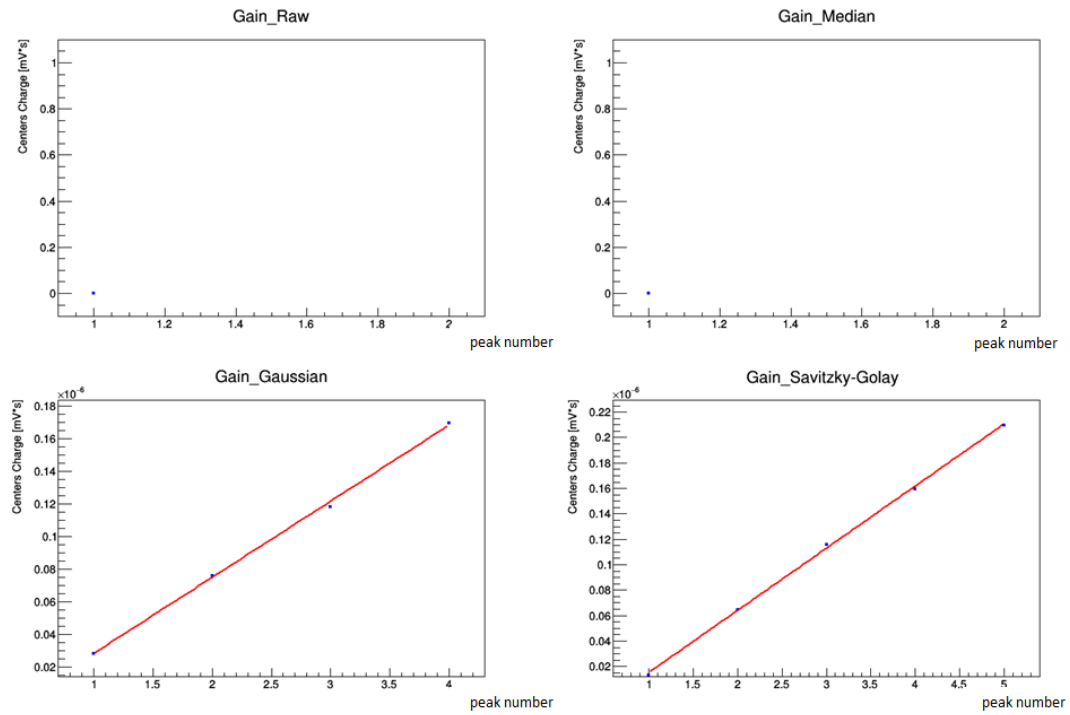 Gain_Raw
Centers Charge [mV*s]
1
0.8
0.6
0.4
0.2
0
1 1.2 1.4 1.6 1.8 2
peak number
Gain_Median
Centers Charge [mV*s]
1
0.8
0.6
0.4
0.2
0
1 1.2 1.4 1.6 1.8 2
peak number
Gain_Gaussian
×10⁻⁶
Centers Charge [mV*s]
0.18
0.16
0.14
0.12
0.1
0.08
0.06
0.04
0.02
1 1.5 2 2.5 3 3.5 4
peak number
Gain_Savitzky-Golay
×10⁻⁶
Centers Charge [mV*s]
0.22
0.2
0.18
0.16
0.14
0.12
0.1
0.08
0.06
0.04
0.02
1 1.5 2 2.5 3 3.5 4 4.5 5
peak number